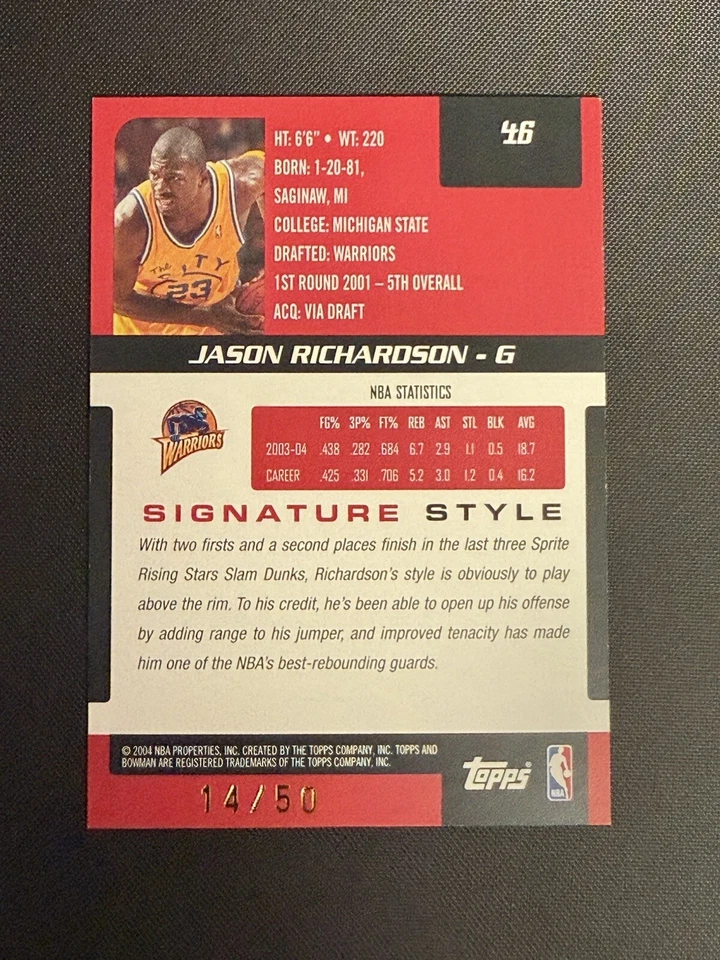 46
HT: 6'6" • WT: 220
BORN: 1-20-81,
SAGINAW, MI
COLLEGE: MICHIGAN STATE
DRAFTED: WARRIORS
1ST ROUND 2001 – 5TH OVERALL
ACQ: VIA DRAFT
The
CITY
23
JASON RICHARDSON - G
NBA STATISTICS
FG% 3P% FT% REB AST STL BLK AVG
2003-04 .438 .282 .684 6.7 2.9 1.1 0.5 18.7
CAREER .425 .331 .706 5.2 3.0 1.2 0.4 16.2
WARRIORS
SIGNATURE STYLE
With two firsts and a second places finish in the last three Sprite
Rising Stars Slam Dunks, Richardson's style is obviously to play
above the rim. To his credit, he's been able to open up his offense
by adding range to his jumper, and improved tenacity has made
him one of the NBA's best-rebounding guards.
© 2004 NBA PROPERTIES, INC. CREATED BY THE TOPPS COMPANY, INC. TOPPS AND
BOWMAN ARE REGISTERED TRADEMARKS OF THE TOPPS COMPANY, INC.
Topps®
NBA
14/50